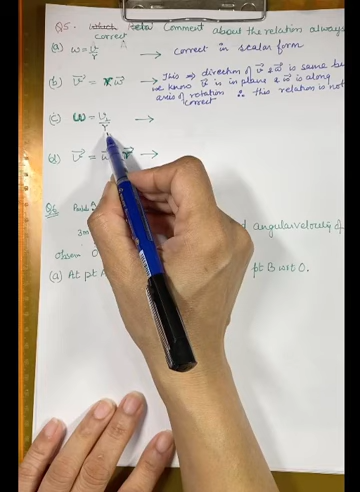 Q5. which below Comment about the relation always
correct
(a) ω = v/r → correct in scalar form
(b) v⃗ = r ω⃗ → This ⇒ direction of v⃗ & ω⃗ is same but
we know v⃗ is in plane & ω⃗ is along
axis of rotation ∴ this relation is not
correct
(c) ω = v/r →
(d) v⃗ = r⃗ →
Q6
3m d angular velocity of
Observer O
(a) At pt A pt B wrt O.